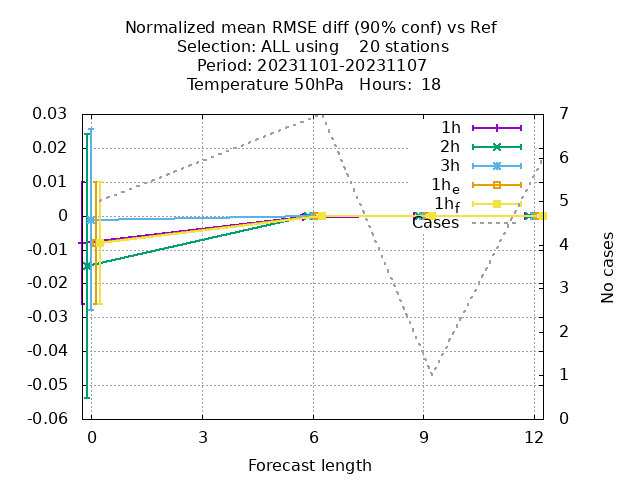 Normalized mean RMSE diff (90% conf) vs Ref
Selection: ALL using    20 stations
Period: 20231101-20231107
Temperature 50hPa   Hours:  18
0.03
0.02
0.01
0
-0.01
-0.02
-0.03
-0.04
-0.05
-0.06
7
6
5
4
3
2
1
0
1h
2h
3h
1he
1hf
Cases
No cases
0
3
6
9
12
Forecast length